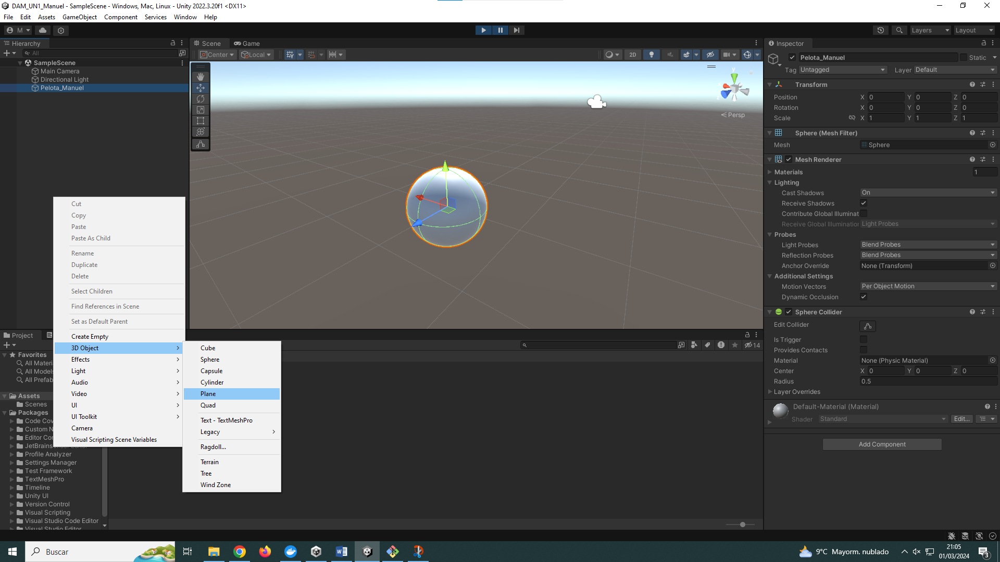 DAM_UN1_Manuel - SampleScene - Windows, Mac, Linux - Unity 2022.3.20f1 <DX11>
File Edit Assets GameObject Component Services Window Help
M Layers Layout
Hierarchy
All
SampleScene
Main Camera
Directional Light
Pelota_Manuel
Scene Game
Center Local 2D
y
x
z
Persp
Cut
Copy
Paste
Paste As Child
Rename
Duplicate
Delete
Select Children
Find References in Scene
Set as Default Parent
Create Empty
3D Object
Effects
Light
Audio
Video
UI
UI Toolkit
Camera
Visual Scripting Scene Variables
Cube
Sphere
Capsule
Cylinder
Plane
Quad
Text - TextMeshPro
Legacy
Ragdoll...
Terrain
Tree
Wind Zone
Project
14
Favorites
All Materi
All Models
All Prefab
Assets
Scenes
Packages
Code Cov
Custom N
Editor Cor
JetBrains Rider Editor
Profile Analyzer
Settings Manager
Test Framework
TextMeshPro
Timeline
Unity UI
Version Control
Visual Scripting
Visual Studio Code Editor
Visual Studio Editor
Inspector
Pelota_Manuel Static
Tag Untagged Layer Default
Transform
Position X 0 Y 0 Z 0
Rotation X 0 Y 0 Z 0
Scale X 1 Y 1 Z 1
Sphere (Mesh Filter)
Mesh Sphere
Mesh Renderer
Materials 1
Lighting
Cast Shadows On
Receive Shadows
Contribute Global Illuminat
Receive Global Illumination Light Probes
Probes
Light Probes Blend Probes
Reflection Probes Blend Probes
Anchor Override None (Transform)
Additional Settings
Motion Vectors Per Object Motion
Dynamic Occlusion
Sphere Collider
Edit Collider
Is Trigger
Provides Contacts
Material None (Physic Material)
Center X 0 Y 0 Z 0
Radius 0.5
Layer Overrides
Default-Material (Material)
Shader Standard Edit...
Add Component
Buscar
9°C Mayorm. nublado
21:05
01/03/2024
3